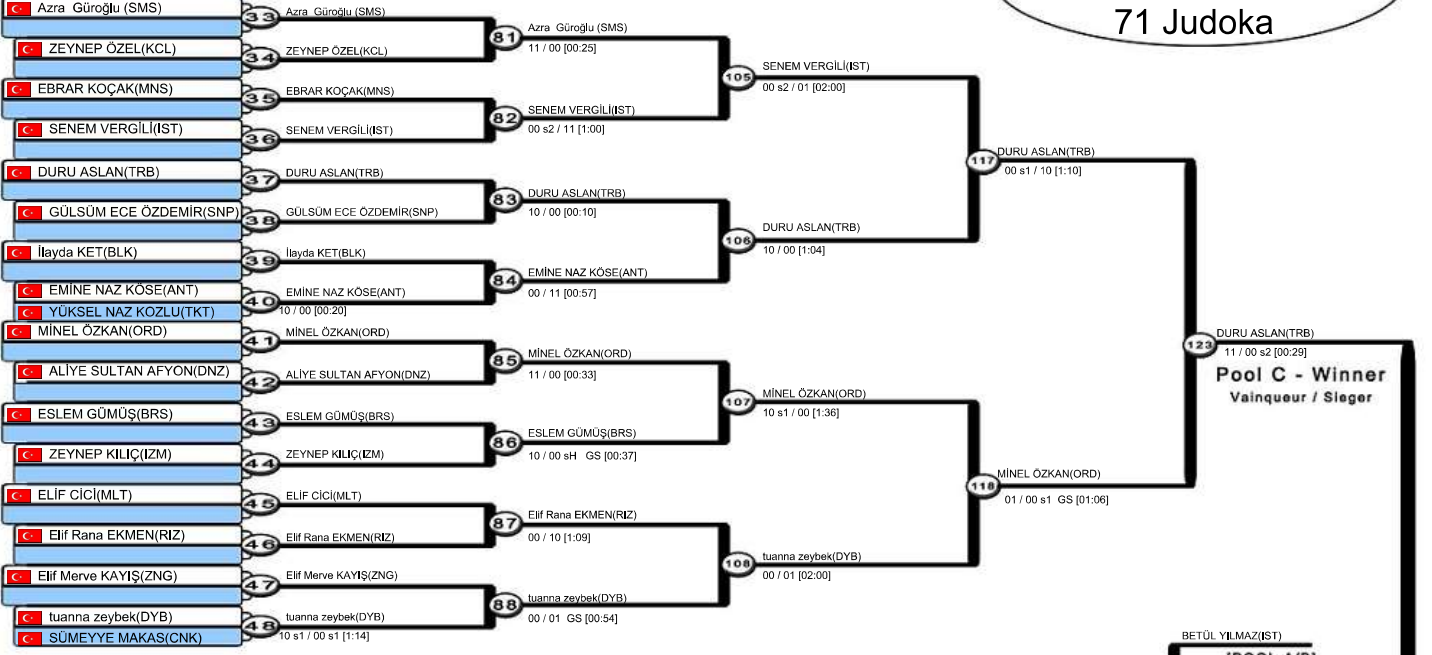 71 Judoka
Azra Güroğlu (SMS)
33
Azra Güroğlu (SMS)
ZEYNEP ÖZEL(KCL)
34
ZEYNEP ÖZEL(KCL)
81
Azra Güroğlu (SMS)
11 / 00 [00:25]
EBRAR KOÇAK(MNS)
35
EBRAR KOÇAK(MNS)
SENEM VERGİLİ(IST)
36
SENEM VERGİLİ(IST)
82
SENEM VERGİLİ(IST)
00 s2 / 11 [1:00]
105
SENEM VERGİLİ(IST)
00 s2 / 01 [02:00]
DURU ASLAN(TRB)
37
DURU ASLAN(TRB)
GÜLSÜM ECE ÖZDEMİR(SNP)
38
GÜLSÜM ECE ÖZDEMİR(SNP)
83
DURU ASLAN(TRB)
10 / 00 [00:10]
İlayda KET(BLK)
39
İlayda KET(BLK)
EMİNE NAZ KÖSE(ANT)
YÜKSEL NAZ KOZLU(TKT)
40
EMİNE NAZ KÖSE(ANT)
10 / 00 [00:20]
84
EMİNE NAZ KÖSE(ANT)
00 / 11 [00:57]
106
DURU ASLAN(TRB)
10 / 00 [1:04]
117
DURU ASLAN(TRB)
00 s1 / 10 [1:10]
MİNEL ÖZKAN(ORD)
41
MİNEL ÖZKAN(ORD)
ALİYE SULTAN AFYON(DNZ)
42
ALİYE SULTAN AFYON(DNZ)
85
MİNEL ÖZKAN(ORD)
11 / 00 [00:33]
ESLEM GÜMÜŞ(BRS)
43
ESLEM GÜMÜŞ(BRS)
ZEYNEP KILIÇ(IZM)
44
ZEYNEP KILIÇ(IZM)
86
ESLEM GÜMÜŞ(BRS)
10 / 00 sH GS [00:37]
107
MİNEL ÖZKAN(ORD)
10 s1 / 00 [1:36]
ELİF CİCİ(MLT)
45
ELİF CİCİ(MLT)
Elif Rana EKMEN(RIZ)
46
Elif Rana EKMEN(RIZ)
87
Elif Rana EKMEN(RIZ)
00 / 10 [1:09]
Elif Merve KAYIŞ(ZNG)
47
Elif Merve KAYIŞ(ZNG)
tuanna zeybek(DYB)
SÜMEYYE MAKAS(CNK)
48
tuanna zeybek(DYB)
10 s1 / 00 s1 [1:14]
88
tuanna zeybek(DYB)
00 / 01 GS [00:54]
108
tuanna zeybek(DYB)
00 / 01 [02:00]
118
MİNEL ÖZKAN(ORD)
01 / 00 s1 GS [01:06]
123
DURU ASLAN(TRB)
11 / 00 s2 [00:29]
Pool C - Winner
Vainqueur / Sieger
BETÜL YILMAZ(IST)